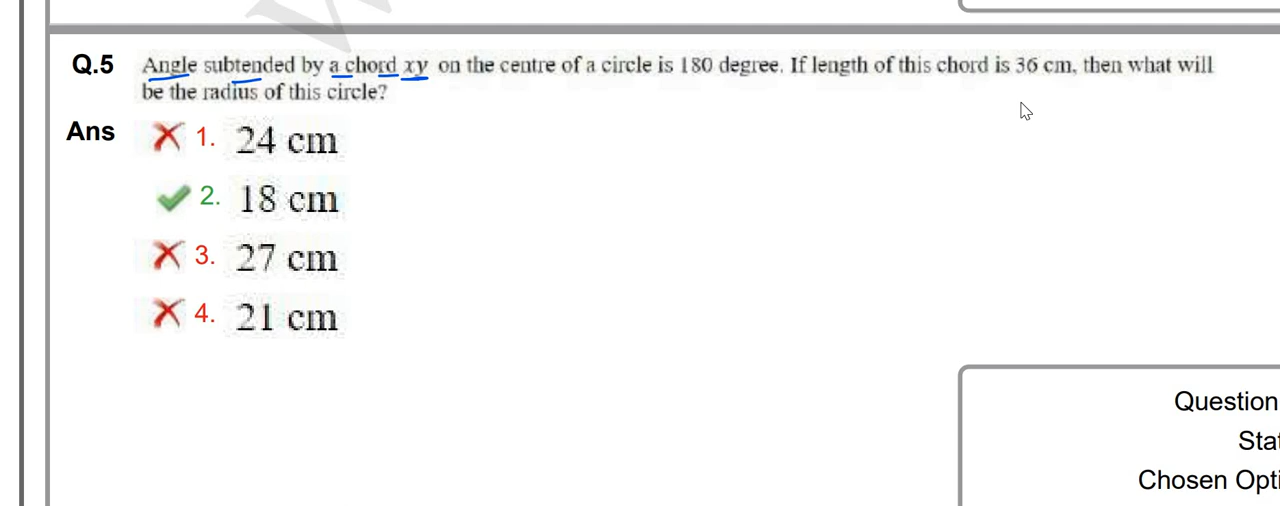 Q.5 Angle subtended by a chord xy on the centre of a circle is 180 degree. If length of this chord is 36 cm, then what will
be the radius of this circle?
Ans
1. 24 cm
2. 18 cm
3. 27 cm
4. 21 cm
Question
Chosen